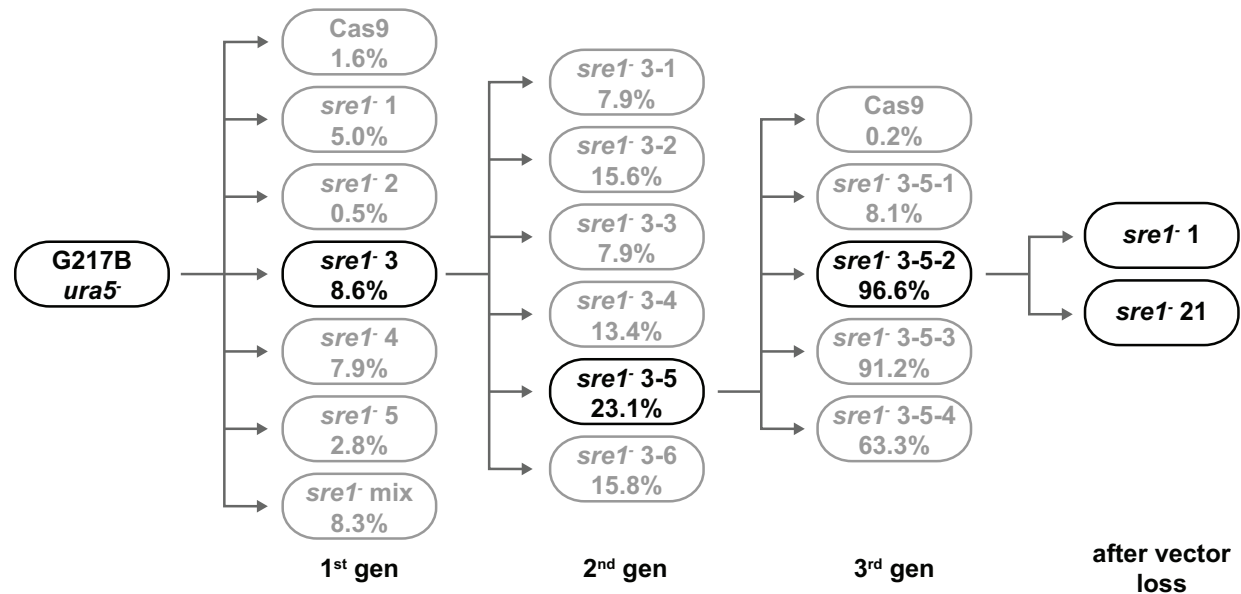 G217B
ura5-
Cas9
1.6%
sre1- 1
5.0%
sre1- 2
0.5%
sre1- 3
8.6%
sre1- 4
7.9%
sre1- 5
2.8%
sre1- mix
8.3%
1st gen
sre1- 3-1
7.9%
sre1- 3-2
15.6%
sre1- 3-3
7.9%
sre1- 3-4
13.4%
sre1- 3-5
23.1%
sre1- 3-6
15.8%
2nd gen
Cas9
0.2%
sre1- 3-5-1
8.1%
sre1- 3-5-2
96.6%
sre1- 3-5-3
91.2%
sre1- 3-5-4
63.3%
3rd gen
sre1- 1
sre1- 21
after vector
loss